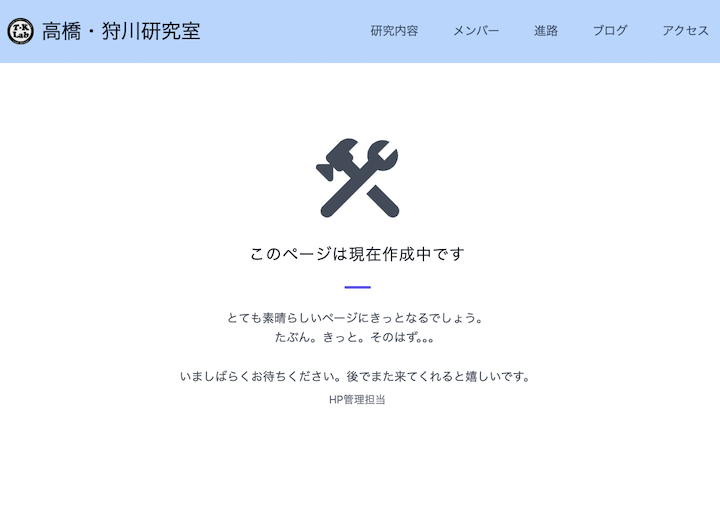 T·K
Lab
高橋・狩川研究室
研究内容
メンバー
進路
ブログ
アクセス
このページは現在作成中です
とても素晴らしいページにきっとなるでしょう。
たぶん。きっと。そのはず。。。
いましばらくお待ちください。後でまた来てくれると嬉しいです。
HP管理担当